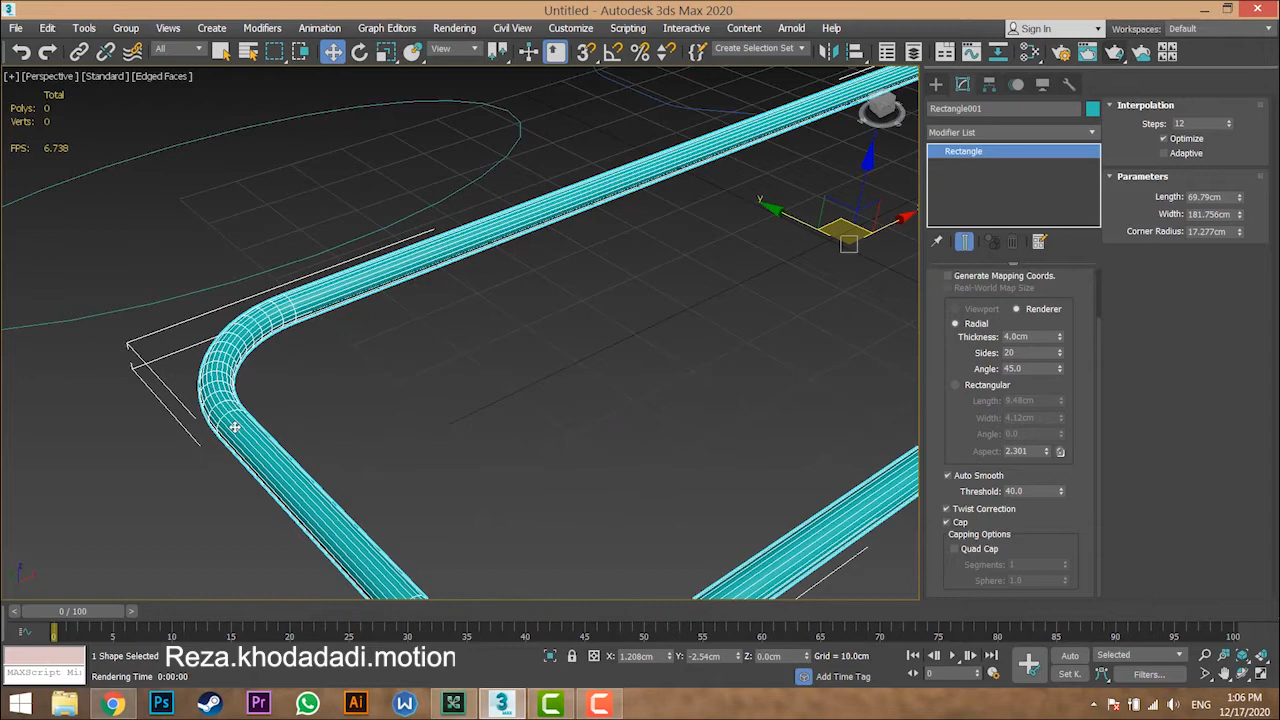 Untitled - Autodesk 3ds Max 2020
File Edit Tools Group Views Create Modifiers Animation Graph Editors Rendering Civil View Customize Scripting Interactive Content Arnold Help Sign In Workspaces: Default
All View Create Selection Set
[+] [Perspective ] [Standard ] [Edged Faces ]
Total
Polys: 0
Verts: 0
FPS: 6.738
y
z
Rectangle001
Modifier List
Rectangle
Generate Mapping Coords.
Real-World Map Size
Viewport Renderer
Radial
Thickness: 4.0cm
Sides: 20
Angle: 45.0
Rectangular
Length: 9.48cm
Width: 4.12cm
Angle: 0.0
Aspect: 2.301
Auto Smooth
Threshold: 40.0
Twist Correction
Cap
Capping Options
Quad Cap
Segments: 1
Sphere: 1.0
Interpolation
Steps: 12
Optimize
Adaptive
Parameters
Length: 69.79cm
Width: 181.756cm
Corner Radius: 17.277cm
0 / 100
0 5 10 15 20 25 30 35 40 45 50 55 60 65 70 75 80 85 90 95 100
1 Shape Selected X: 1.208cm Y: -2.54cm Z: 0.0cm Grid = 10.0cm Auto Selected
MAXScript Mi: Rendering Time 0:00:00 Add Time Tag 0 Set K. Filters...
Reza.khodadadi.motion
Ps Pr Ai W 3 MAX ENG
1:06 PM
12/17/2020